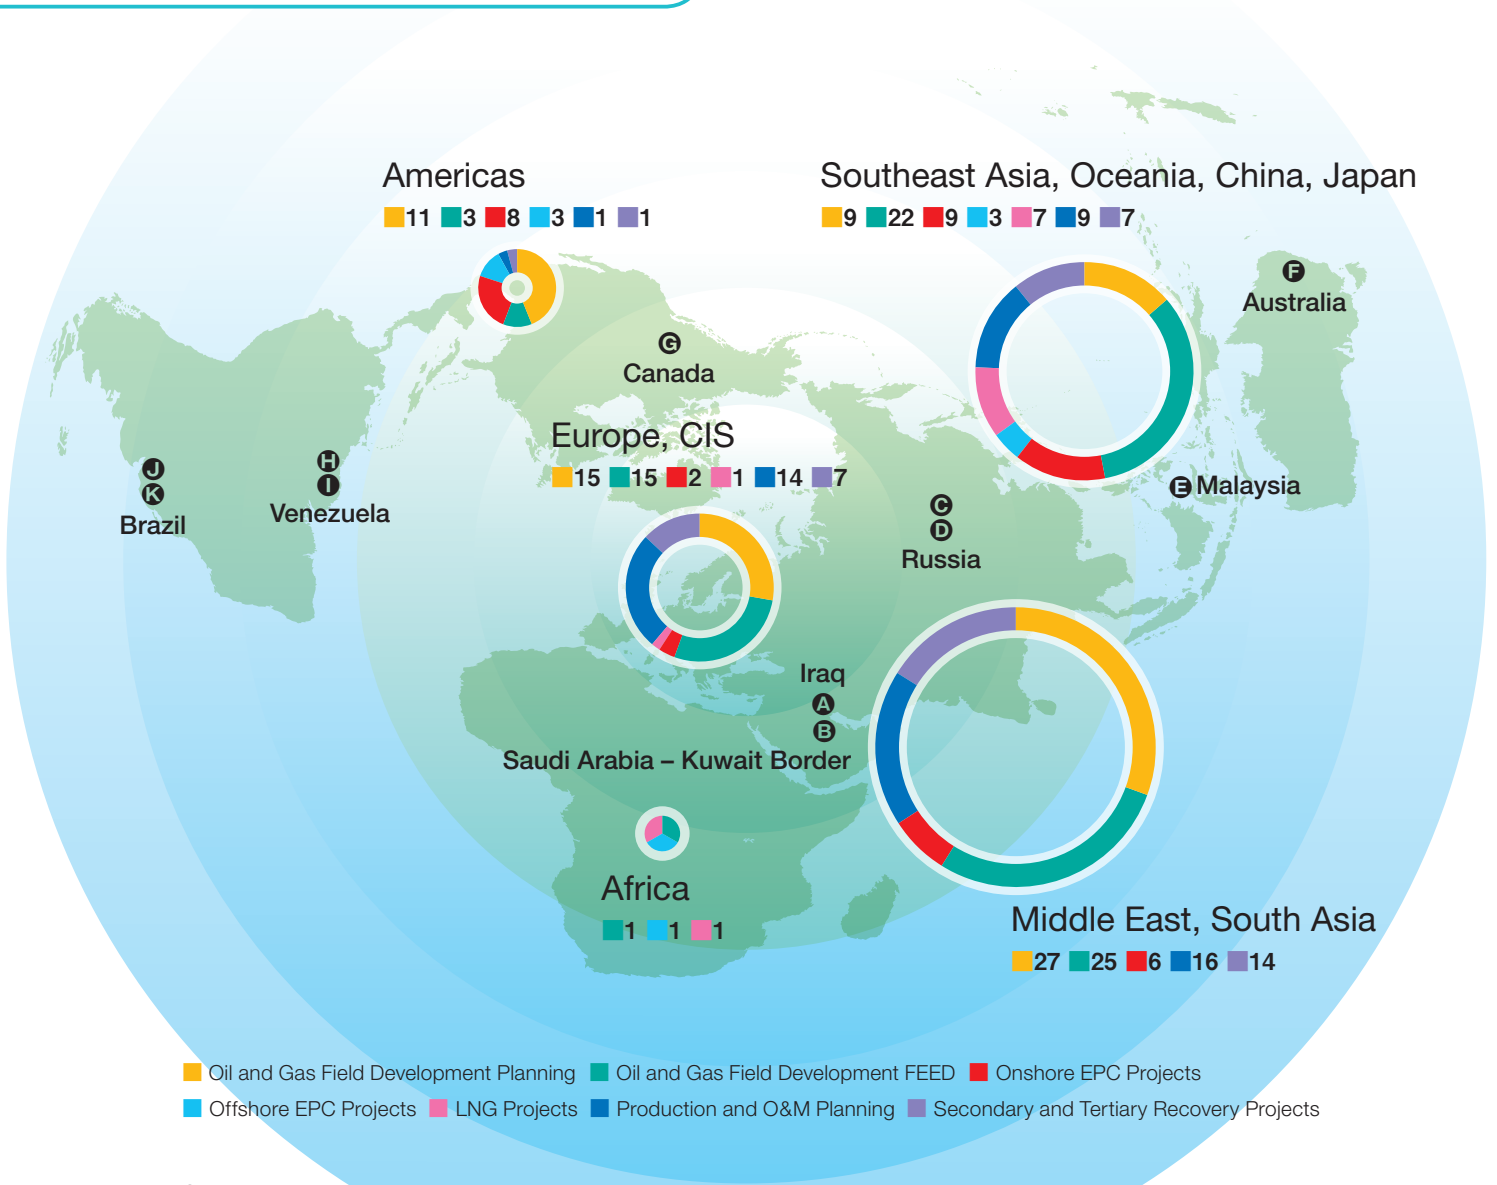 Americas
11 3 8 3 1 1
Southeast Asia, Oceania, China, Japan
9 22 9 3 7 9 7
F
Australia
G
Canada
Europe, CIS
15 15 2 1 14 7
J
K
Brazil
H
I
Venezuela
E Malaysia
C
D
Russia
Iraq
A
B
Saudi Arabia – Kuwait Border
Africa
1 1 1
Middle East, South Asia
27 25 6 16 14
Oil and Gas Field Development Planning Oil and Gas Field Development FEED Onshore EPC Projects
Offshore EPC Projects LNG Projects Production and O&M Planning Secondary and Tertiary Recovery Projects